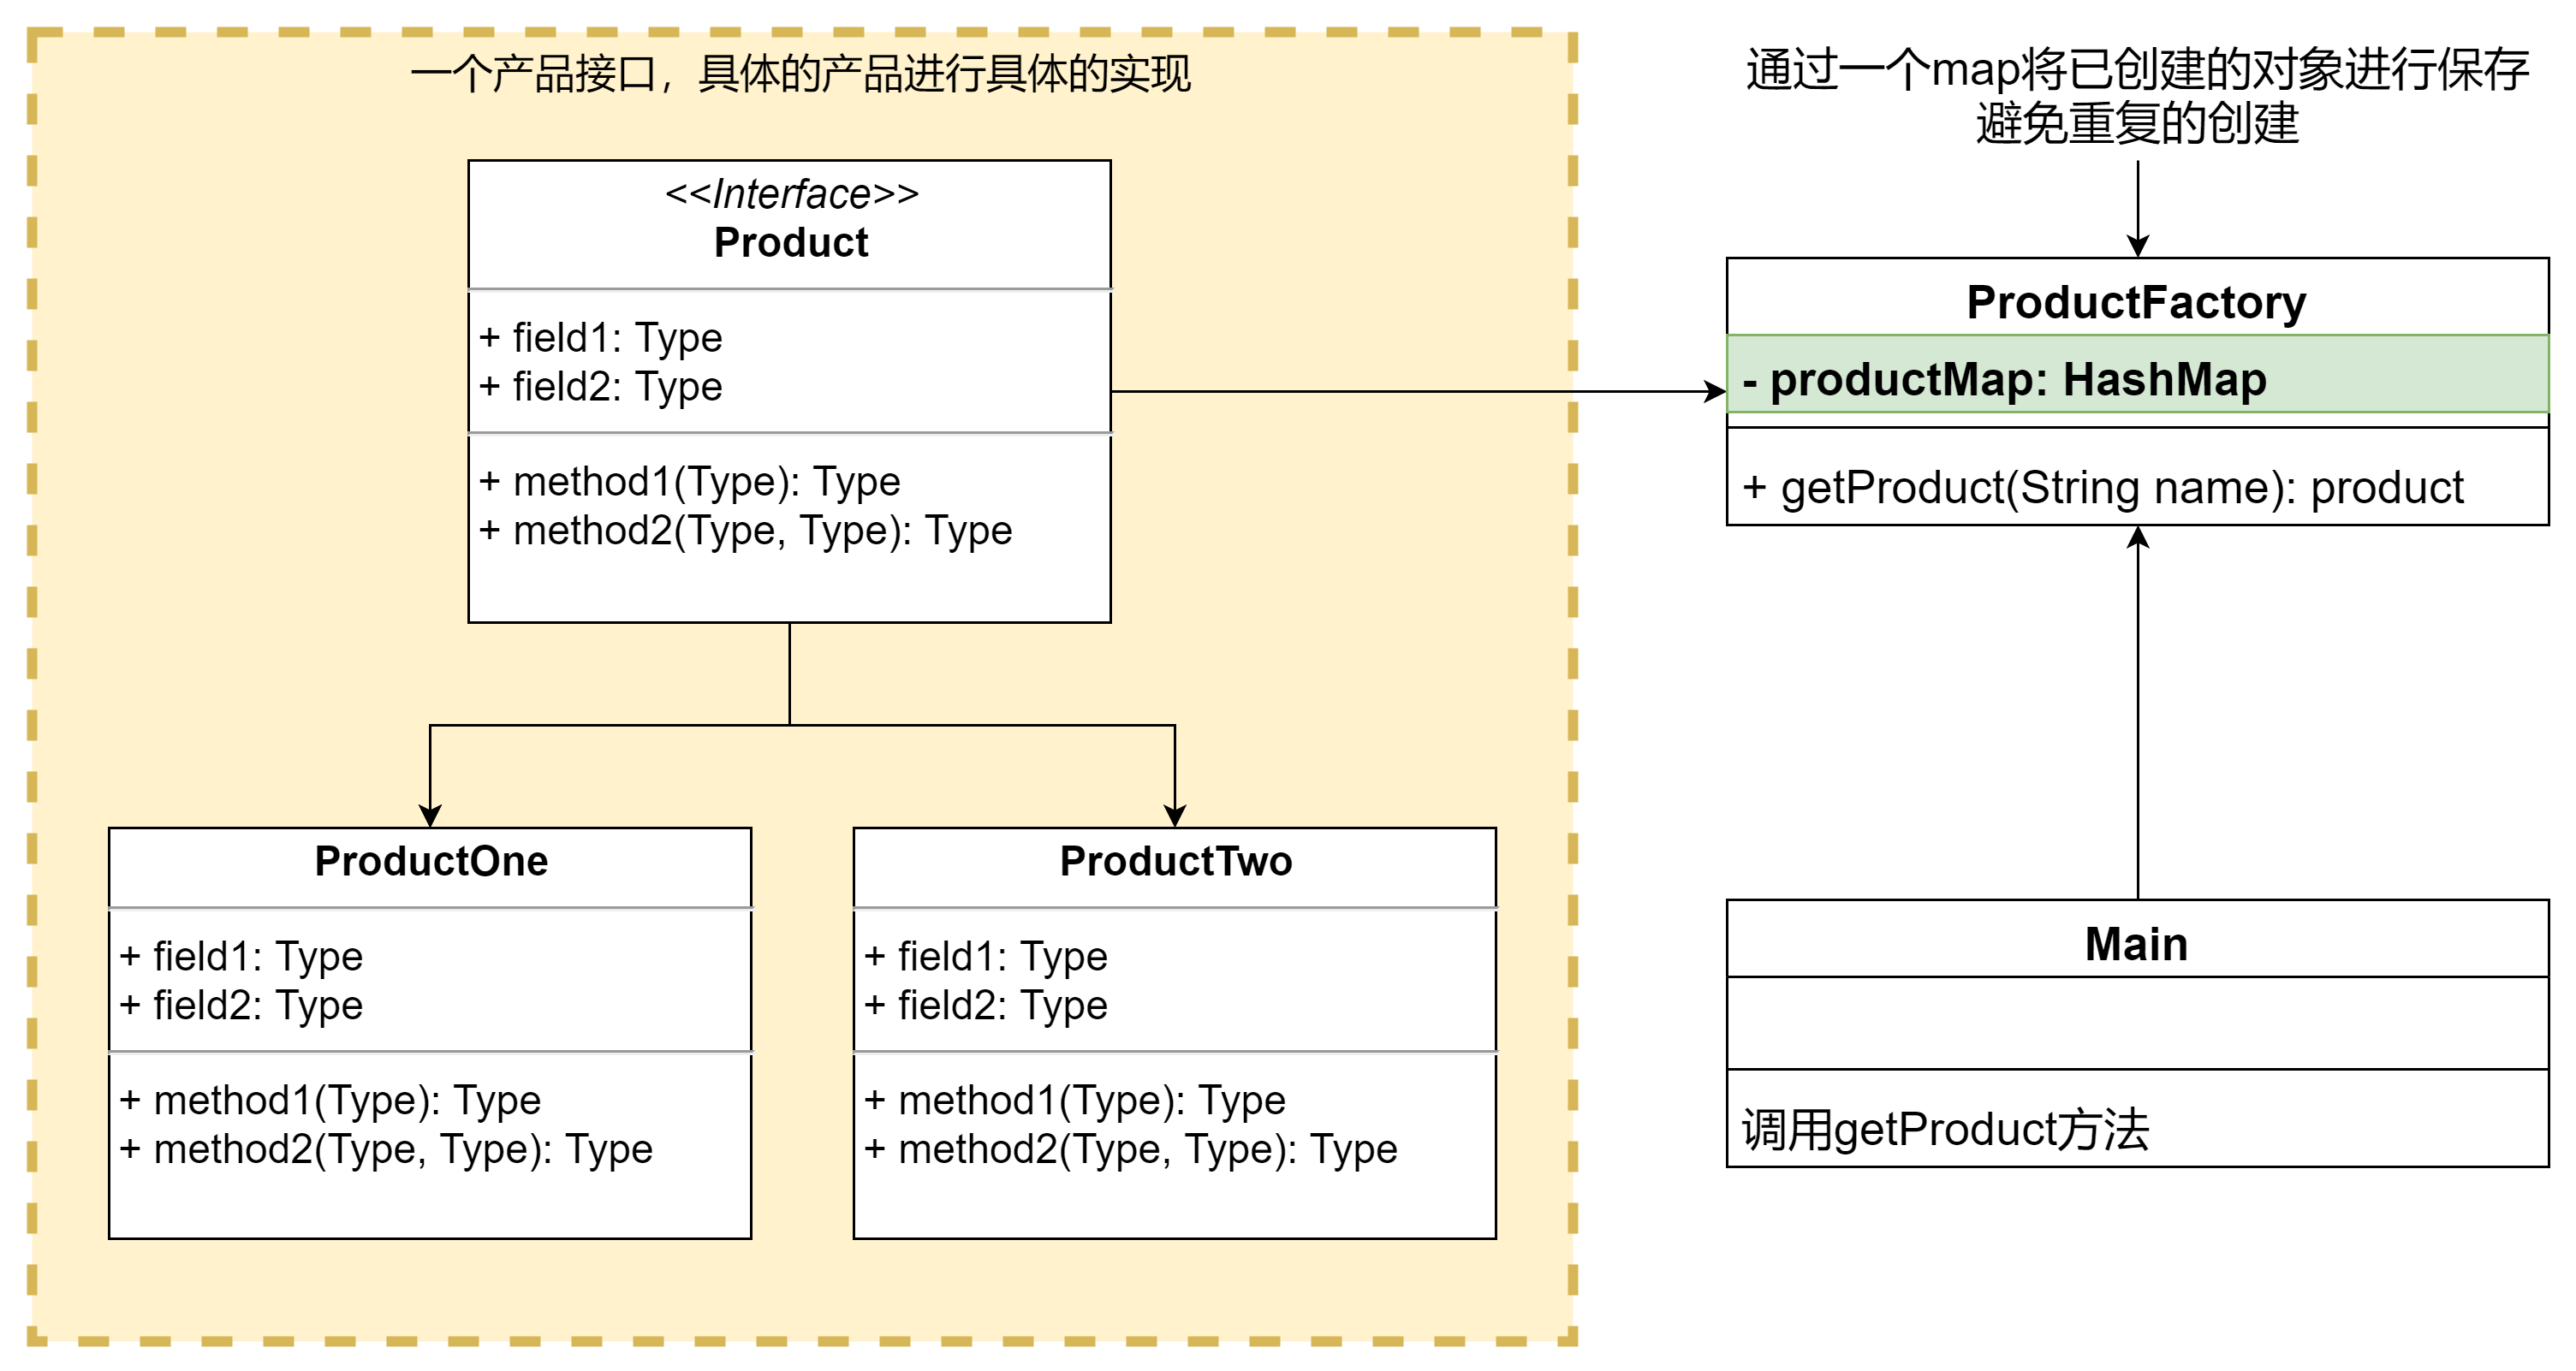 一个产品接口，具体的产品进行具体的实现
<<Interface>>
Product
+ field1: Type
+ field2: Type
+ method1(Type): Type
+ method2(Type, Type): Type
ProductOne
+ field1: Type
+ field2: Type
+ method1(Type): Type
+ method2(Type, Type): Type
ProductTwo
+ field1: Type
+ field2: Type
+ method1(Type): Type
+ method2(Type, Type): Type
通过一个map将已创建的对象进行保存
避免重复的创建
ProductFactory
- productMap: HashMap
+ getProduct(String name): product
Main
调用getProduct方法